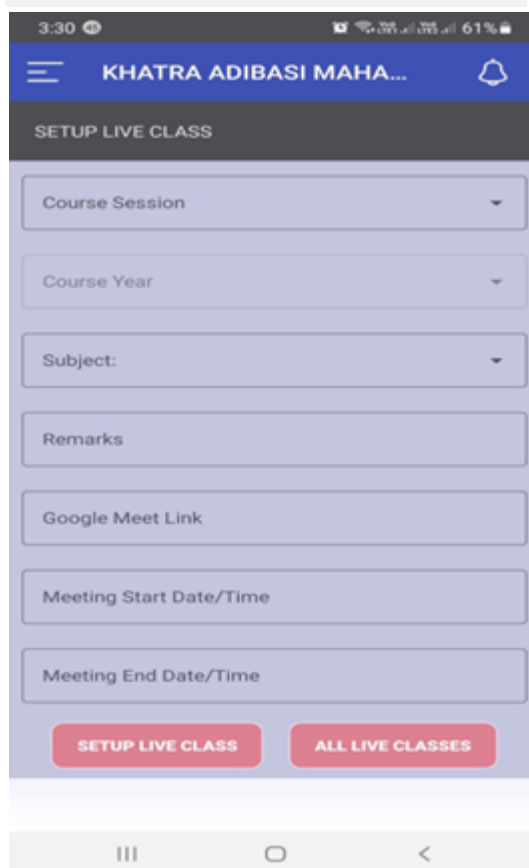 3:30 45 61%
KHATRA ADIBASI MAHA...
SETUP LIVE CLASS
Course Session
Course Year
Subject:
Remarks
Google Meet Link
Meeting Start Date/Time
Meeting End Date/Time
SETUP LIVE CLASS ALL LIVE CLASSES